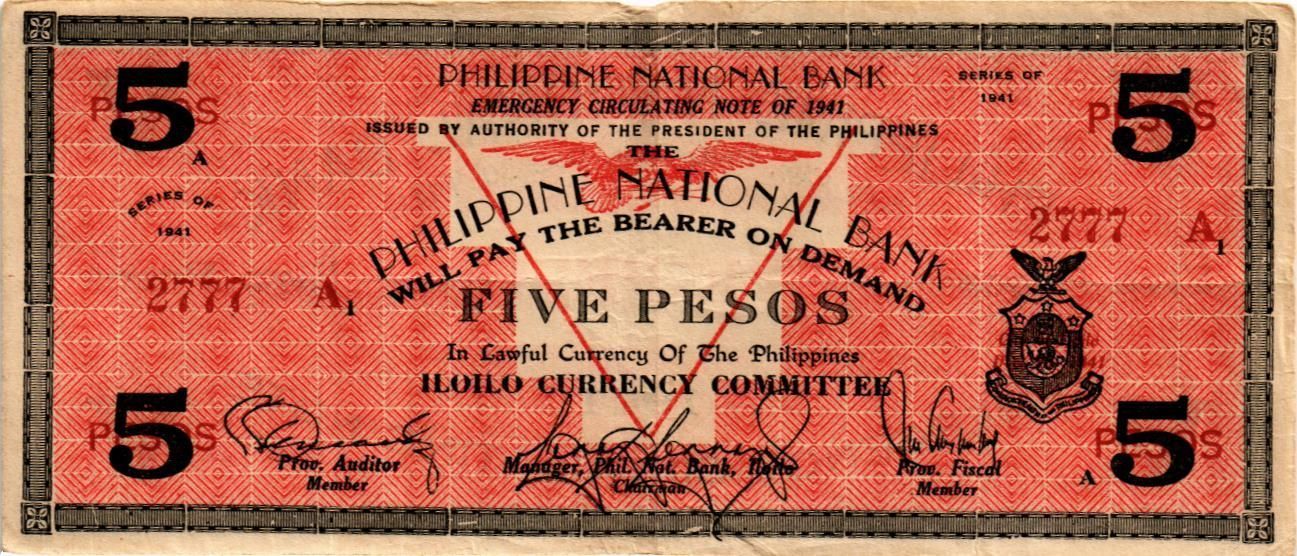 PHILIPPINE NATIONAL BANK
EMERGENCY CIRCULATING NOTE OF 1941
ISSUED BY AUTHORITY OF THE PRESIDENT OF THE PHILIPPINES
SERIES OF
1941
5
PESOS
A
5
PESOS
THE
PHILIPPINE NATIONAL BANK
WILL PAY THE BEARER ON DEMAND
SERIES OF
1941
2777 A1
2777 A1
FIVE PESOS
In Lawful Currency Of The Philippines
ILOILO CURRENCY COMMITTEE
5
PESOS
Prov. Auditor
Member
Manager, Phil. Nat. Bank, Iloilo
Chairman
Prov. Fiscal
Member
A
5
PESOS